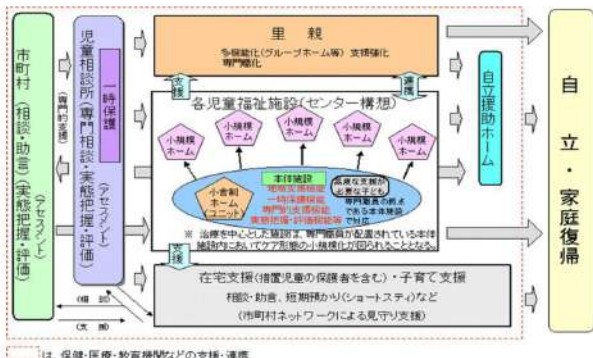 市町村（相談・助言）（実態把握・評価）
（アセスメント）
（専門的支援）
児童相談所（専門相談・実態把握・評価）
（アセスメント）
一時保護
里親
多機能化（グループホーム等）支援強化
専門職化
支援
連携
各児童福祉施設（センター構想）
小規模
ホーム
小規模
ホーム
小規模
ホーム
小規模
ホーム
小規模
ホーム
本体施設
地域支援機能
一時保護機能
専門的支援機能
実態把握・評価機能等
小舎制
ホーム
（ユニット）
高度な支援が
必要な子ども
専門職員の拠点
である本体施設
で対応
※ 治療を中心とした施設は、専門職員が配置されている本体
施設内においてケア形態の小規模化が図られることとなる。
支援
在宅支援（措置児童の保護者を含む）・子育て支援
相談・助言、短期預かり（ショートスティ）など
（市町村ネットワークによる見守り支援）
（相談）
（支援）
自立援助ホーム
自立・家庭復帰
は、保健・医療・教育機関などの支援・連携